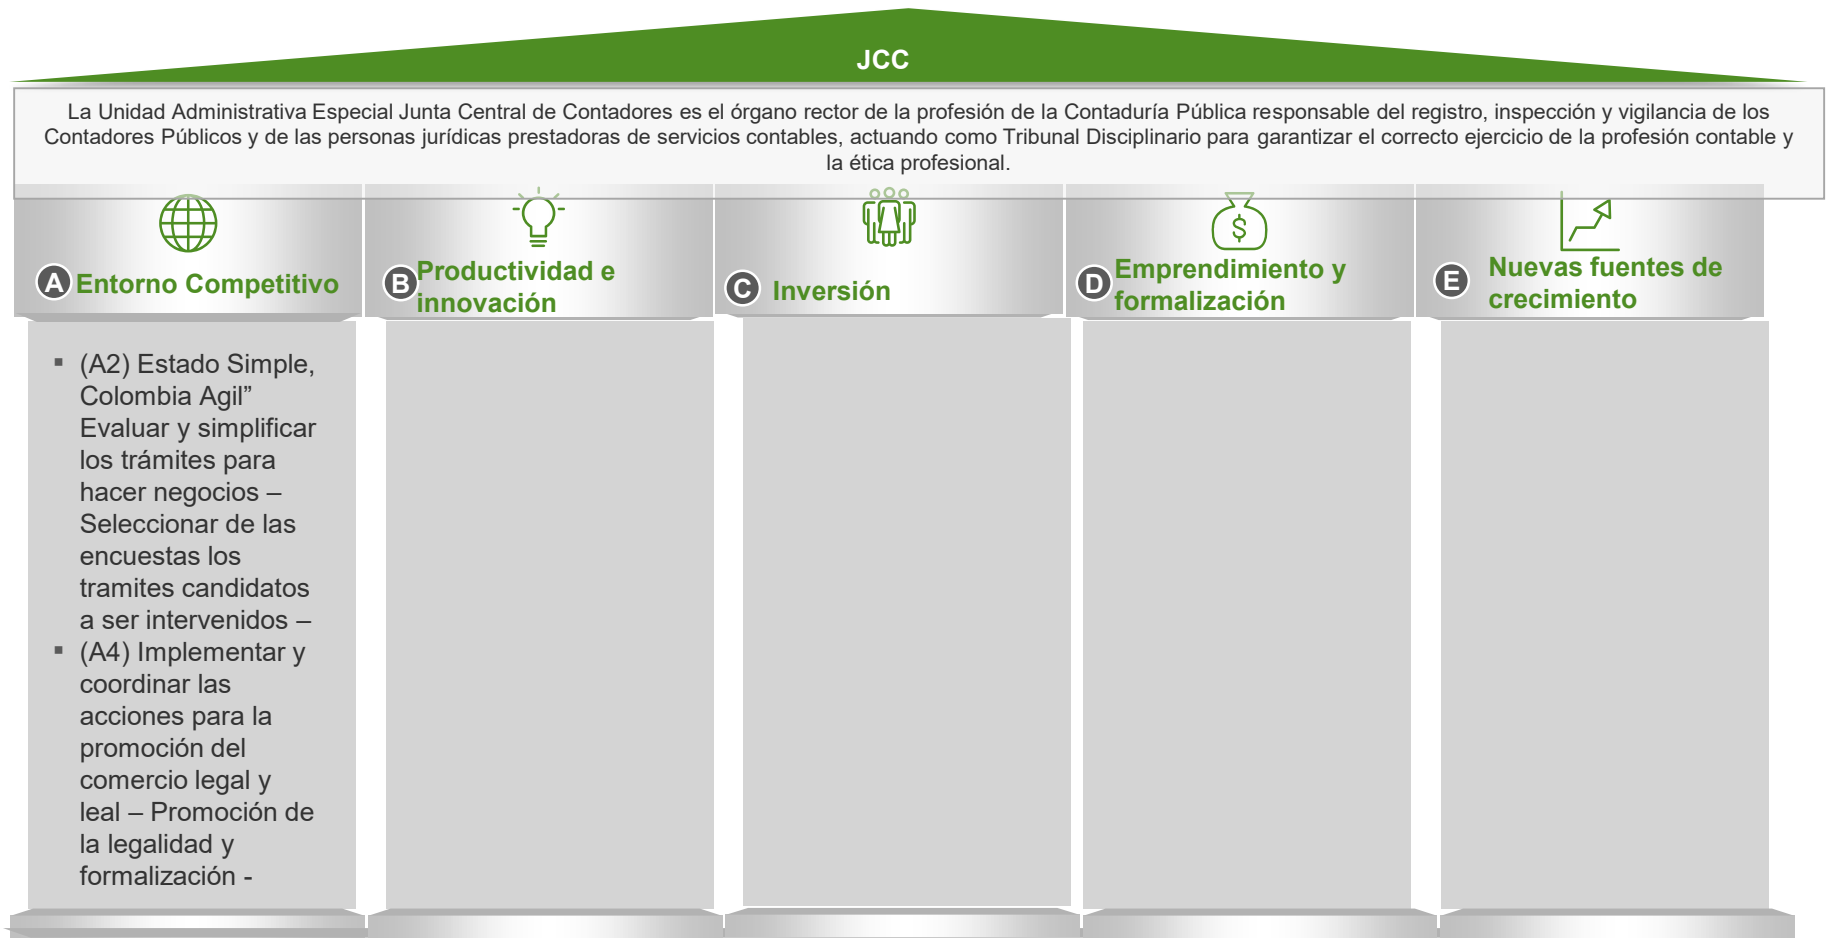 JCC
La Unidad Administrativa Especial Junta Central de Contadores es el órgano rector de la profesión de la Contaduría Pública responsable del registro, inspección y vigilancia de los
Contadores Públicos y de las personas jurídicas prestadoras de servicios contables, actuando como Tribunal Disciplinario para garantizar el correcto ejercicio de la profesión contable y
la ética profesional.
A Entorno Competitivo
B Productividad e
innovación
C Inversión
D Emprendimiento y
formalización
E Nuevas fuentes de
crecimiento
▪ (A2) Estado Simple,
Colombia Agil”
Evaluar y simplificar
los trámites para
hacer negocios –
Seleccionar de las
encuestas los
tramites candidatos
a ser intervenidos –
▪ (A4) Implementar y
coordinar las
acciones para la
promoción del
comercio legal y
leal – Promoción de
la legalidad y
formalización -